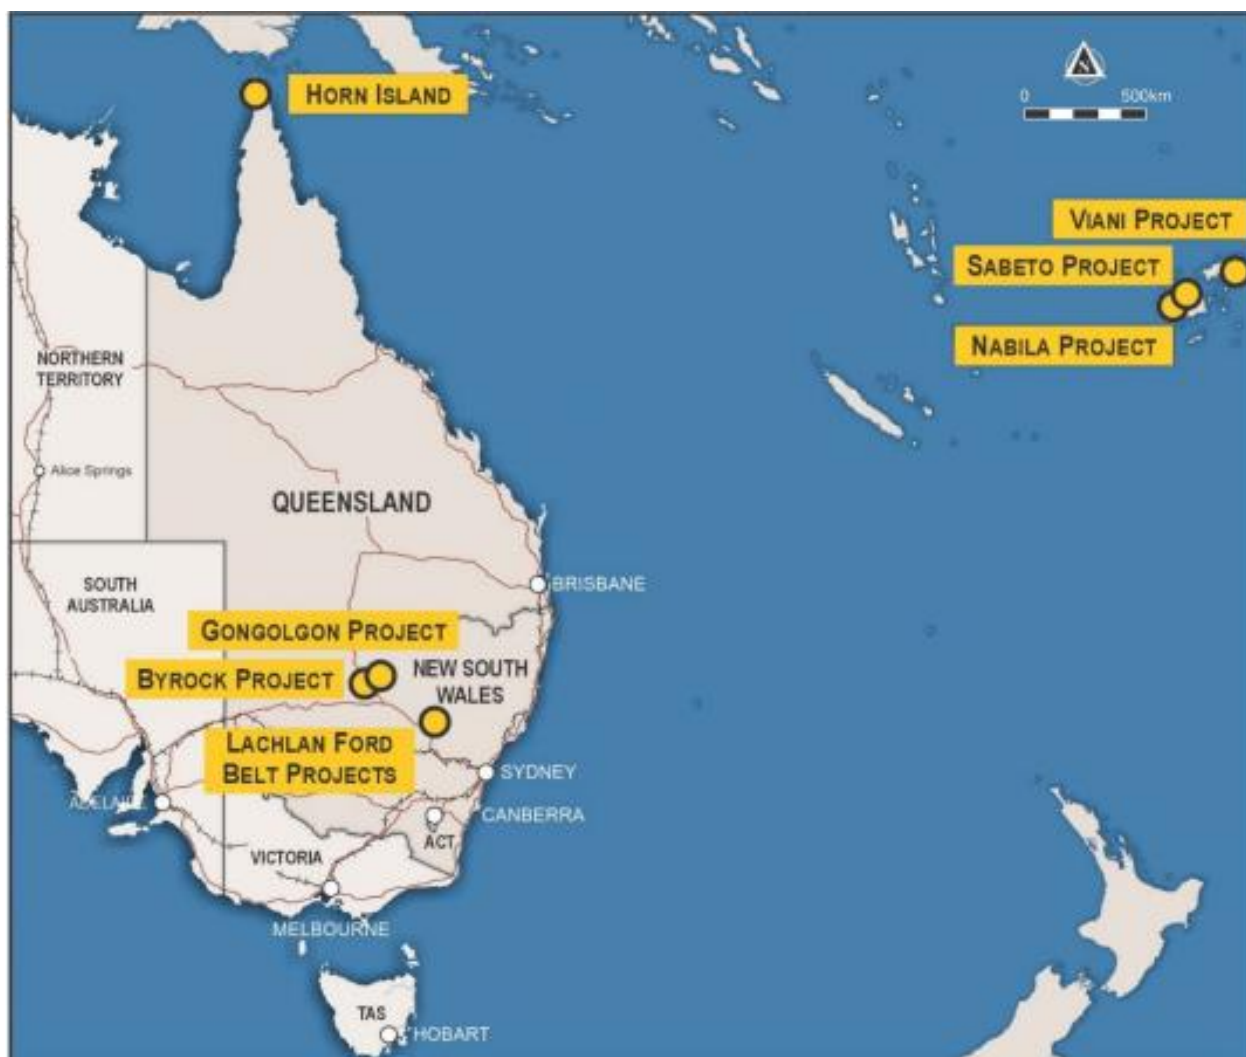 N
HORN ISLAND
0 500km
VIANI PROJECT
SABETO PROJECT
NABILA PROJECT
NORTHERN
TERRITORY
Alice Springs
QUEENSLAND
SOUTH
AUSTRALIA
BRISBANE
GONGOLGON PROJECT
BYROCK PROJECT
NEW SOUTH
WALES
LACHLAN FORD
BELT PROJECTS
SYDNEY
ADELAIDE
CANBERRA
ACT
VICTORIA
MELBOURNE
TAS
HOBART